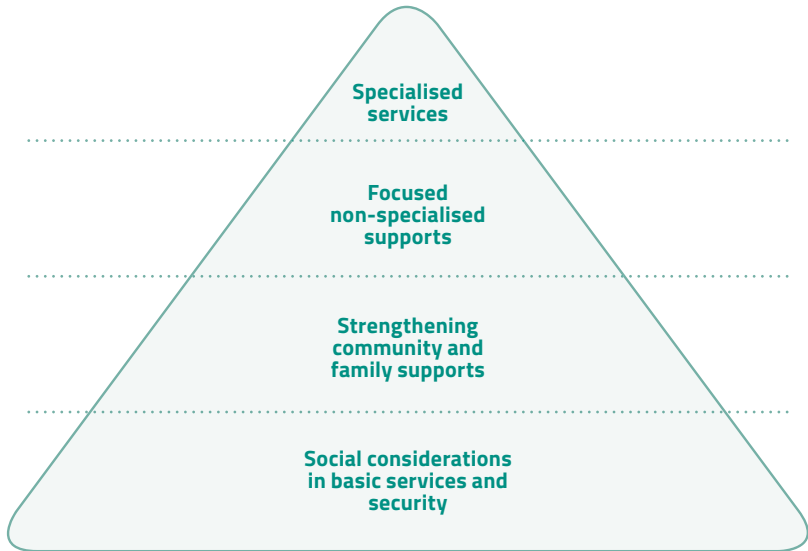 Specialised
services
Focused
non-specialised
supports
Strengthening
community and
family supports
Social considerations
in basic services and
security